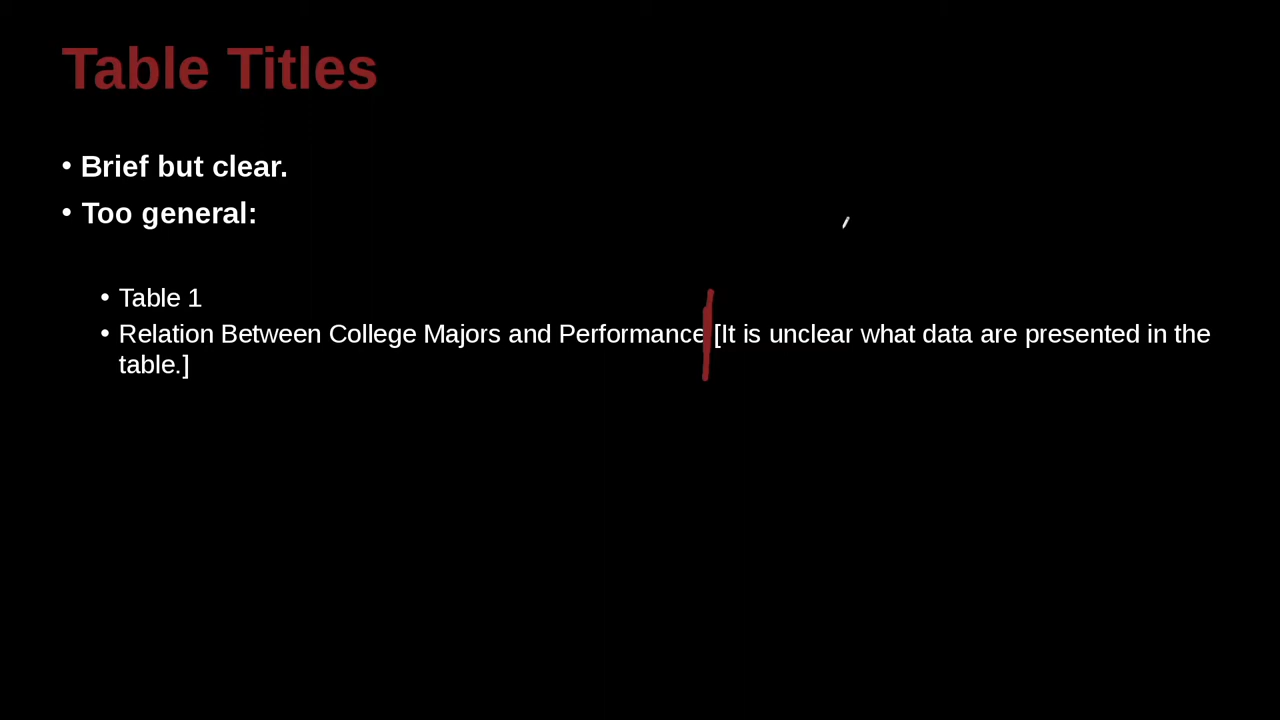 Table Titles
• Brief but clear.
• Too general:
• Table 1
• Relation Between College Majors and Performance [It is unclear what data are presented in the
table.]